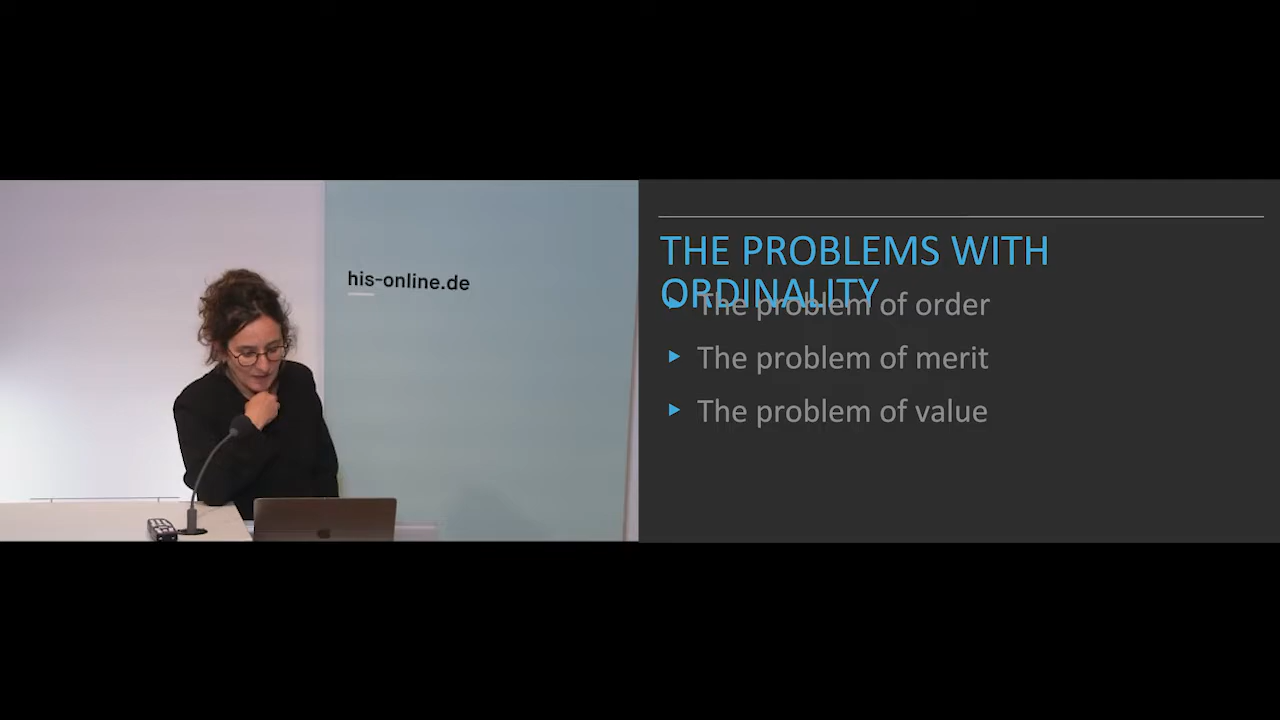 his-online.de
THE PROBLEMS WITH
ORDINALITY
The problem of order
The problem of merit
The problem of value